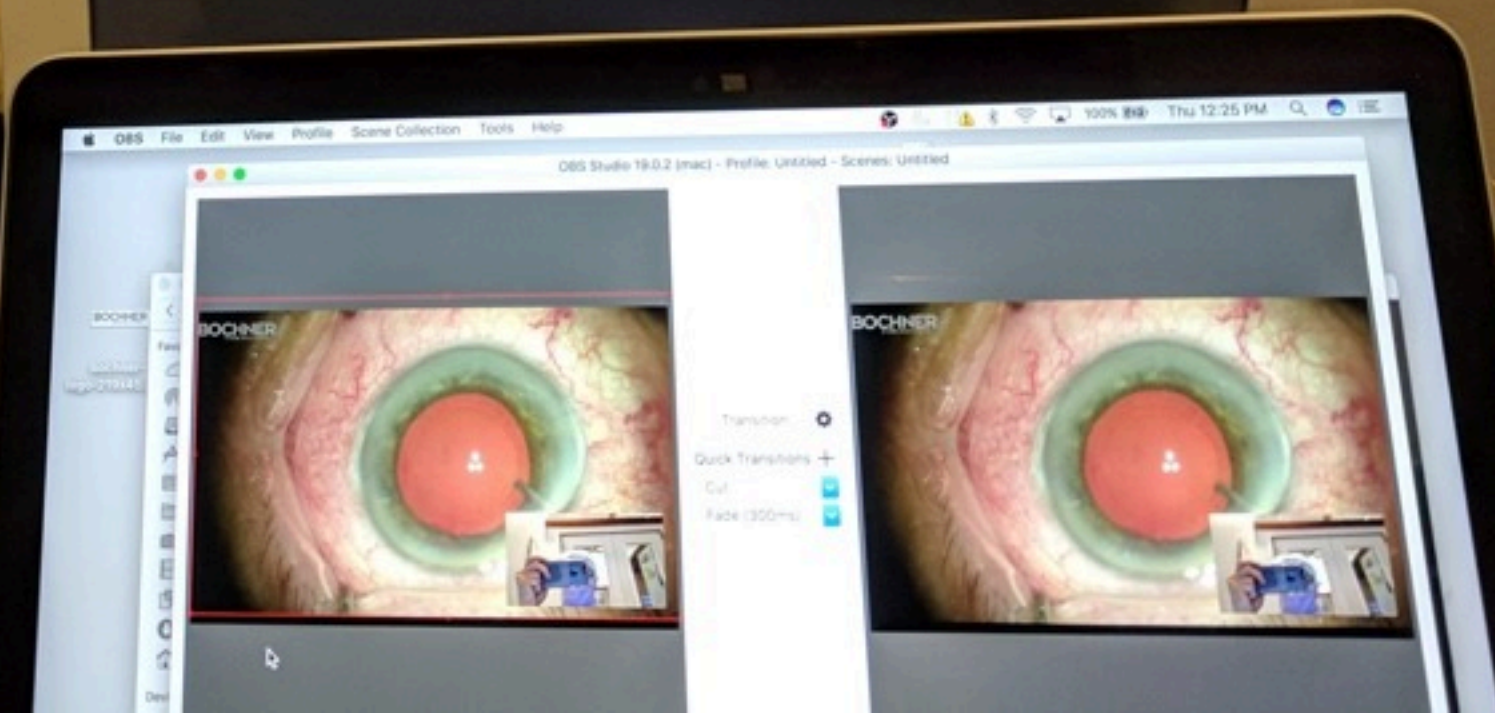 OBS File Edit View Profile Scene Collection Tools Help 100% Thu 12:25 PM
OBS Studio 19.0.2 (mac) - Profile: Untitled - Scenes: Untitled
BOCHNER
BOCHNER
BOCHNER
Transition
Quick Transitions
Cut
Fade (300ms)